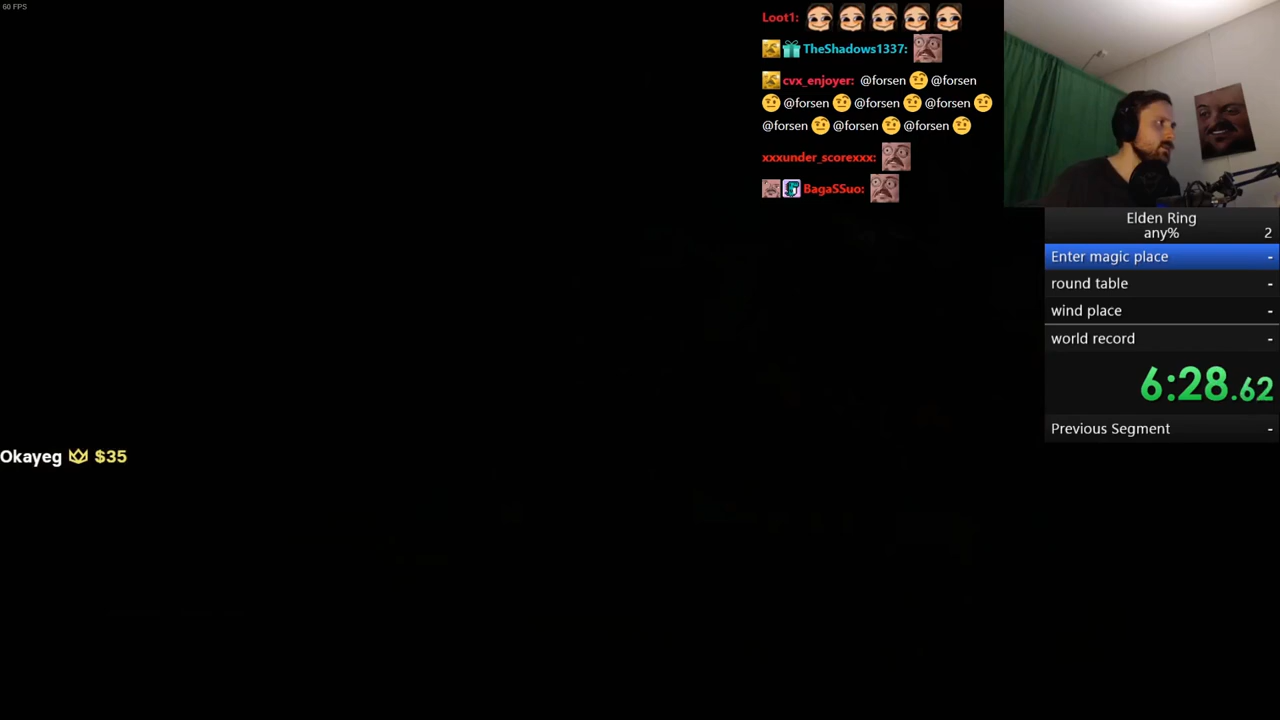 60 FPS
Loot1:
TheShadows1337:
cvx_enjoyer: @forsen 🤨 @forsen
🤨 @forsen 🤨 @forsen 🤨 @forsen 🤨
@forsen 🤨 @forsen 🤨 @forsen 🤨
xxxunder_scorexxx:
BagaSSuo:
Elden Ring
any% 2
Enter magic place -
round table -
wind place -
world record -
6:28.62
Previous Segment -
Okayeg $35